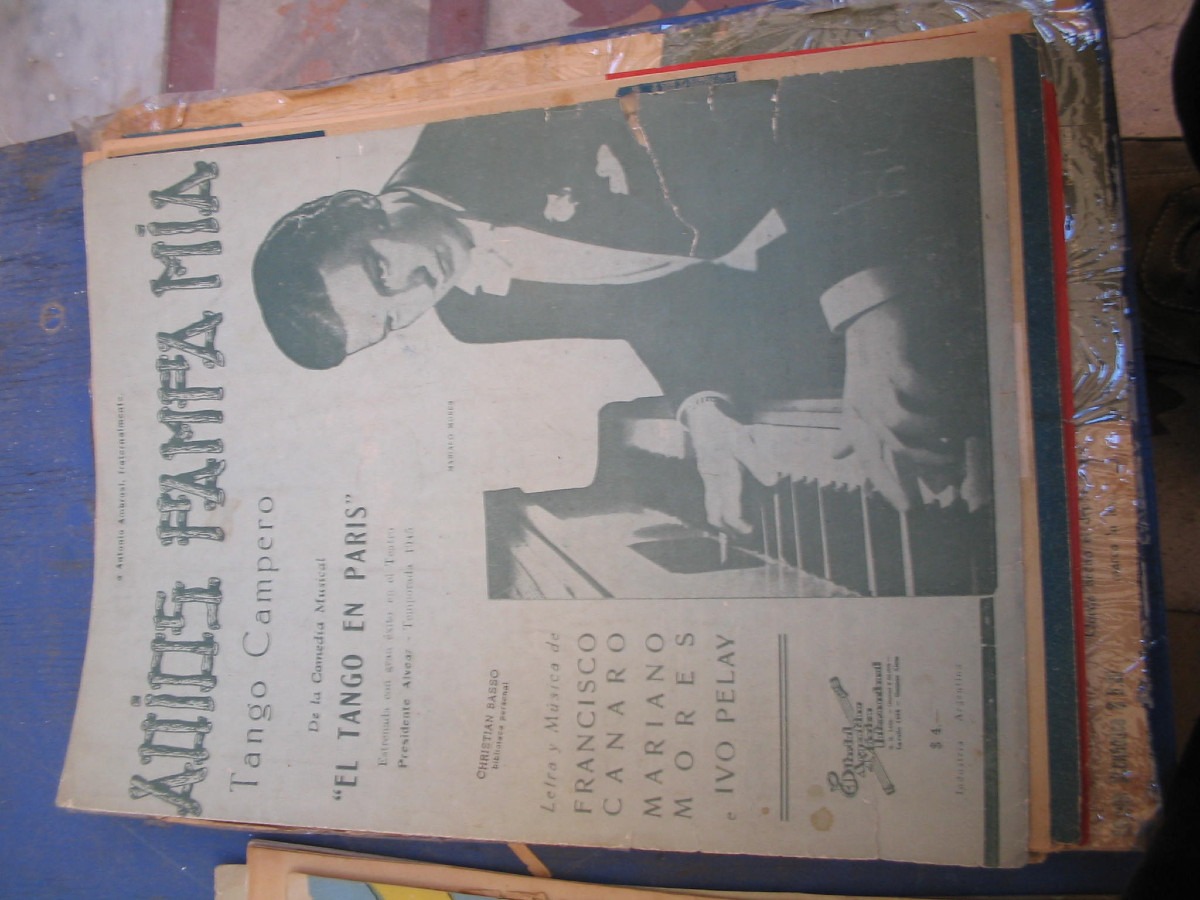 a Antonio Ambrosi, fraternalmente.
ADIOS PAMPA MÍA
Tango Campero
De la Comedia Musical
"EL TANGO EN PARIS"
Estrenada con gran éxito en el Teatro
Presidente Alvear - Temporada 1945
MARIANO MORES
CHRISTIAN BASSO
biblioteca personal
Letra y Música de
FRANCISCO
CANARO
MARIANO
MORES
e IVO PELAY
$ 4.—
Industria Argentina